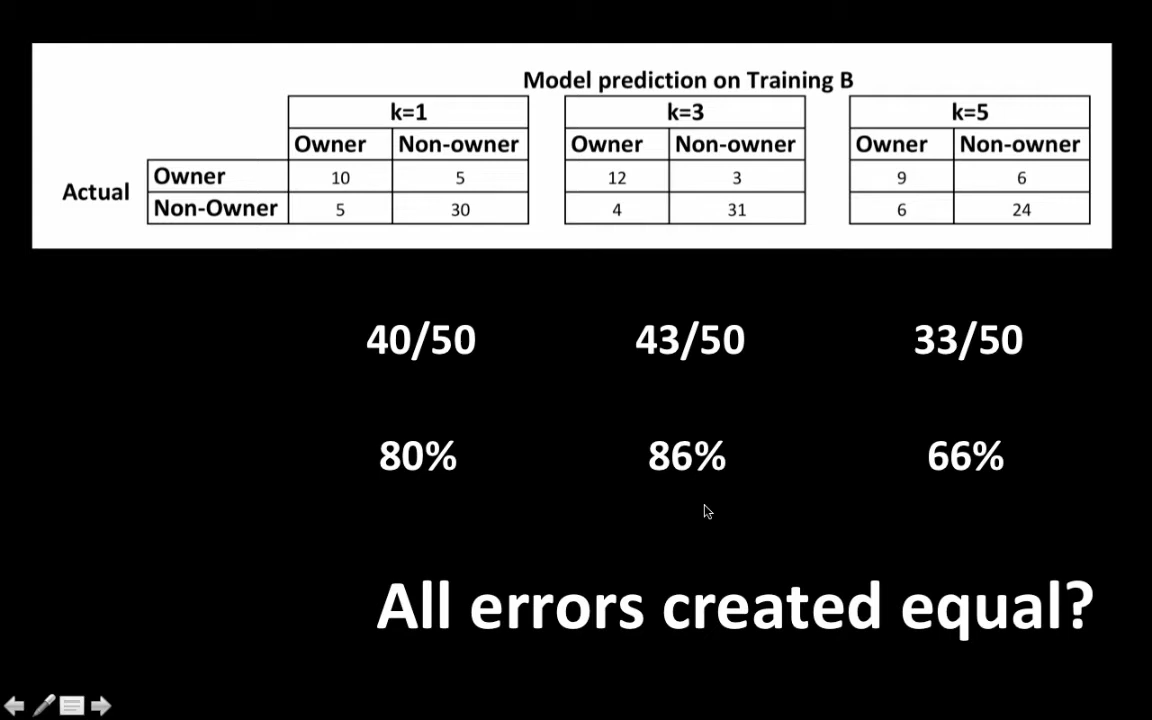 Model prediction on Training B
k=1 k=3 k=5
Owner Non-owner Owner Non-owner Owner Non-owner
Actual
Owner 10 5 12 3 9 6
Non-Owner 5 30 4 31 6 24
40/50 43/50 33/50
80% 86% 66%
All errors created equal?